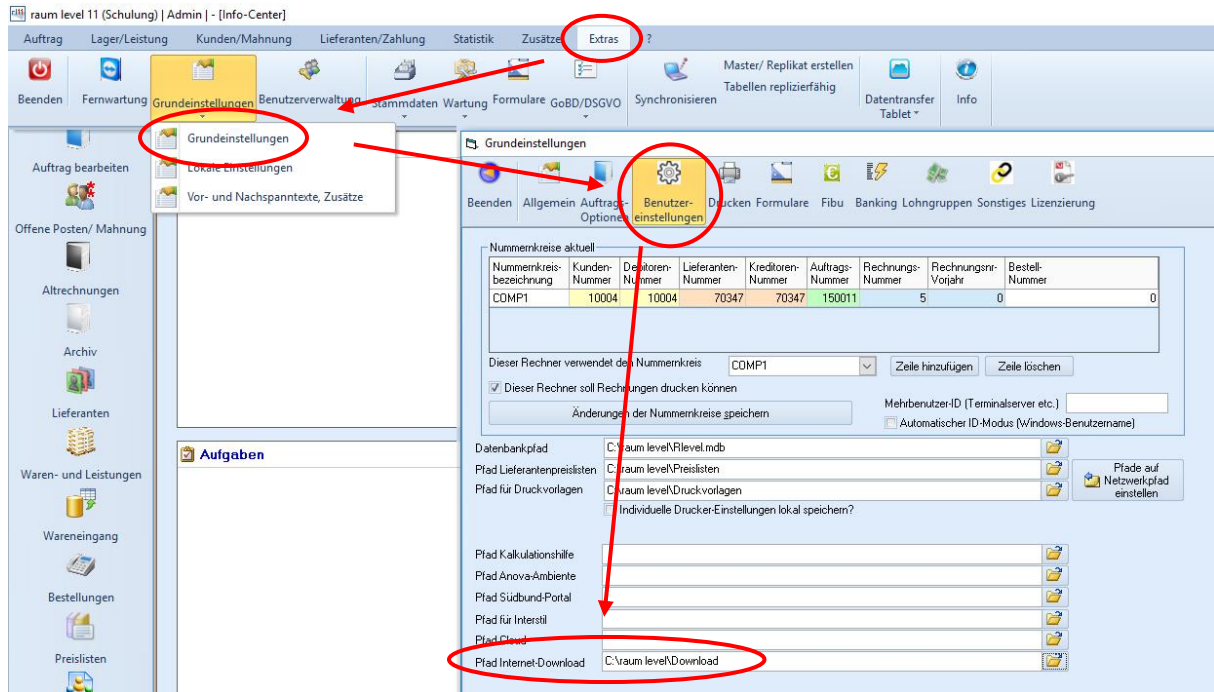 raum level 11 (Schulung) | Admin | - [Info-Center]
Auftrag Lager/Leistung Kunden/Mahnung Lieferanten/Zahlung Statistik Zusätze Extras ?
Beenden Fernwartung Grundeinstellungen Benutzerverwaltung Stammdaten Wartung Formulare GoBD/DSGVO Synchronisieren
Master/ Replikat erstellen
Tabellen replizierfähig
Datentransfer
Tablet
Info
Grundeinstellungen
Lokale Einstellungen
Vor- und Nachspanntexte, Zusätze
Auftrag bearbeiten
Offene Posten/ Mahnung
Altrechnungen
Archiv
Lieferanten
Waren- und Leistungen
Wareneingang
Bestellungen
Preislisten
Aufgaben
Grundeinstellungen
Beenden Allgemein Auftrags-
Optionen
Benutzer-
einstellungen
Drucken Formulare Fibu Banking Lohngruppen Sonstiges Lizenzierung
Nummernkreise aktuell
Nummernkreis-
bezeichnung
Kunden-
Nummer
Debitoren-
Nummer
Lieferanten-
Nummer
Kreditoren-
Nummer
Auftrags-
Nummer
Rechnungs-
Nummer
Rechnungsnr-
Vorjahr
Bestell-
Nummer
COMP1 10004 10004 70347 70347 150011 5 0 0
Dieser Rechner verwendet den Nummernkreis COMP1 Zeile hinzufügen Zeile löschen
Dieser Rechner soll Rechnungen drucken können
Änderungen der Nummernkreise speichern
Mehrbenutzer-ID (Terminalserver etc.)
Automatischer ID-Modus (Windows-Benutzername)
Datenbankpfad C:\raum level\Rlevel.mdb
Pfad Lieferantenpreislisten C:\raum level\Preislisten
Pfad für Druckvorlagen C:\raum level\Druckvorlagen
Pfade auf
Netzwerkpfad
einstellen
Individuelle Drucker-Einstellungen lokal speichern?
Pfad Kalkulationshilfe
Pfad Anova-Ambiente
Pfad Südbund-Portal
Pfad für Interstil
Pfad Cloud
Pfad Internet-Download C:\raum level\Download